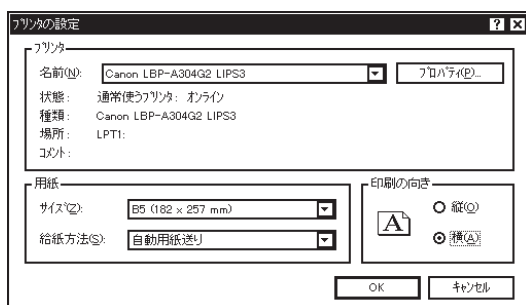 プリンタの設定
プリンタ
名前(N): Canon LBP-A304G2 LIPS3 プロパティ(P)...
状態: 通常使うプリンタ: オンライン
種類: Canon LBP-A304G2 LIPS3
場所: LPT1:
コメント:
用紙
サイズ(Z): B5 (182 x 257 mm)
給紙方法(S): 自動用紙送り
印刷の向き
A
縦(O)
横(A)
OK キャンセル